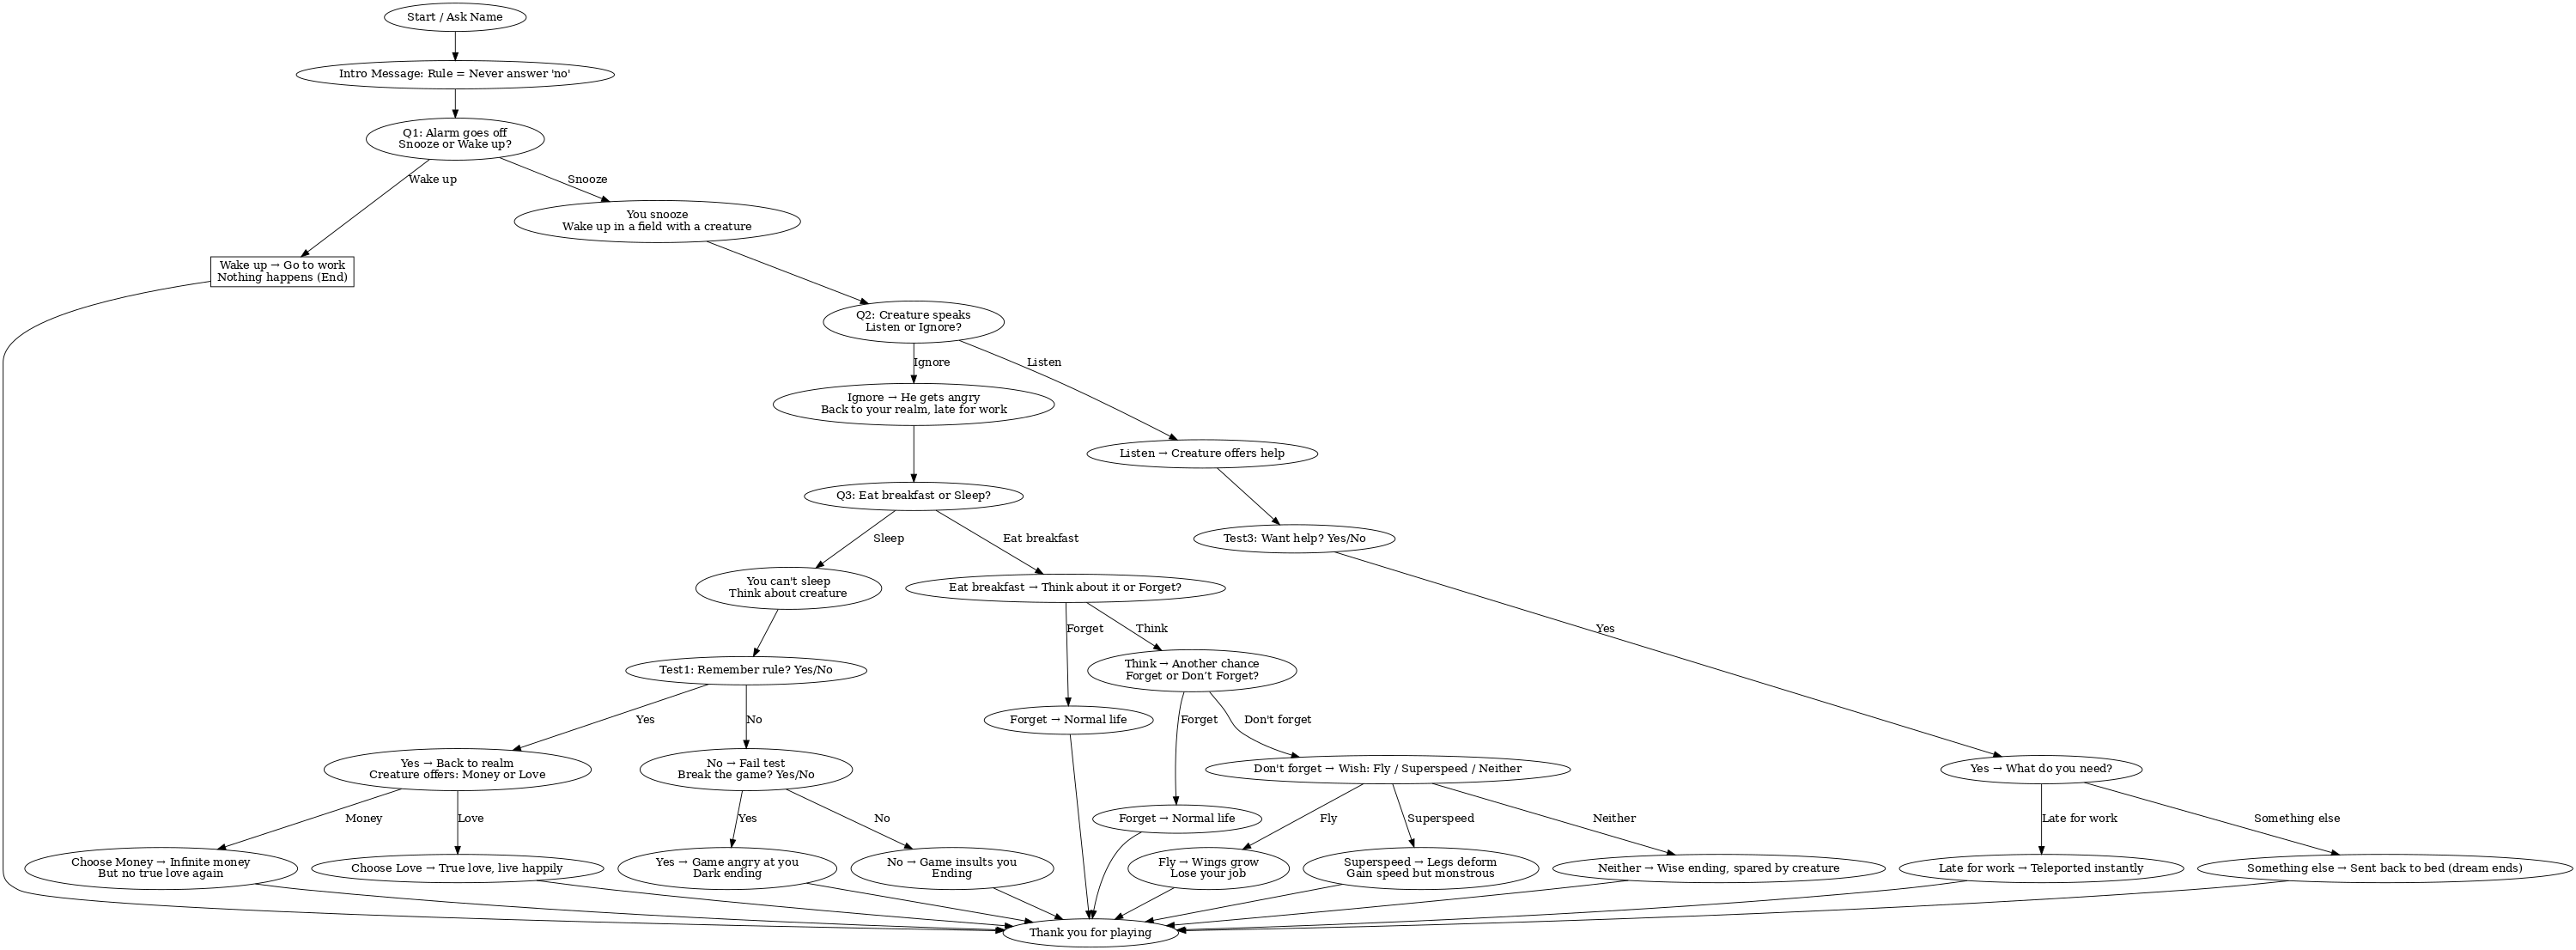 Start / Ask Name
Intro Message: Rule = Never answer 'no'
Q1: Alarm goes off
Snooze or Wake up?
Wake up
Snooze
You snooze
Wake up in a field with a creature
Wake up → Go to work
Nothing happens (End)
Q2: Creature speaks
Listen or Ignore?
Ignore
Listen
Ignore → He gets angry
Back to your realm, late for work
Listen → Creature offers help
Q3: Eat breakfast or Sleep?
Sleep
Eat breakfast
Test3: Want help? Yes/No
You can't sleep
Think about creature
Eat breakfast → Think about it or Forget?
Yes
Forget
Think
Test1: Remember rule? Yes/No
Think → Another chance
Forget or Don’t Forget?
Yes
No
Forget → Normal life
Forget
Don't forget
Yes → Back to realm
Creature offers: Money or Love
No → Fail test
Break the game? Yes/No
Don't forget → Wish: Fly / Superspeed / Neither
Yes → What do you need?
Money
Love
Yes
No
Forget → Normal life
Fly
Superspeed
Neither
Late for work
Something else
Choose Money → Infinite money
But no true love again
Choose Love → True love, live happily
Yes → Game angry at you
Dark ending
No → Game insults you
Ending
Fly → Wings grow
Lose your job
Superspeed → Legs deform
Gain speed but monstrous
Neither → Wise ending, spared by creature
Late for work → Teleported instantly
Something else → Sent back to bed (dream ends)
Thank you for playing